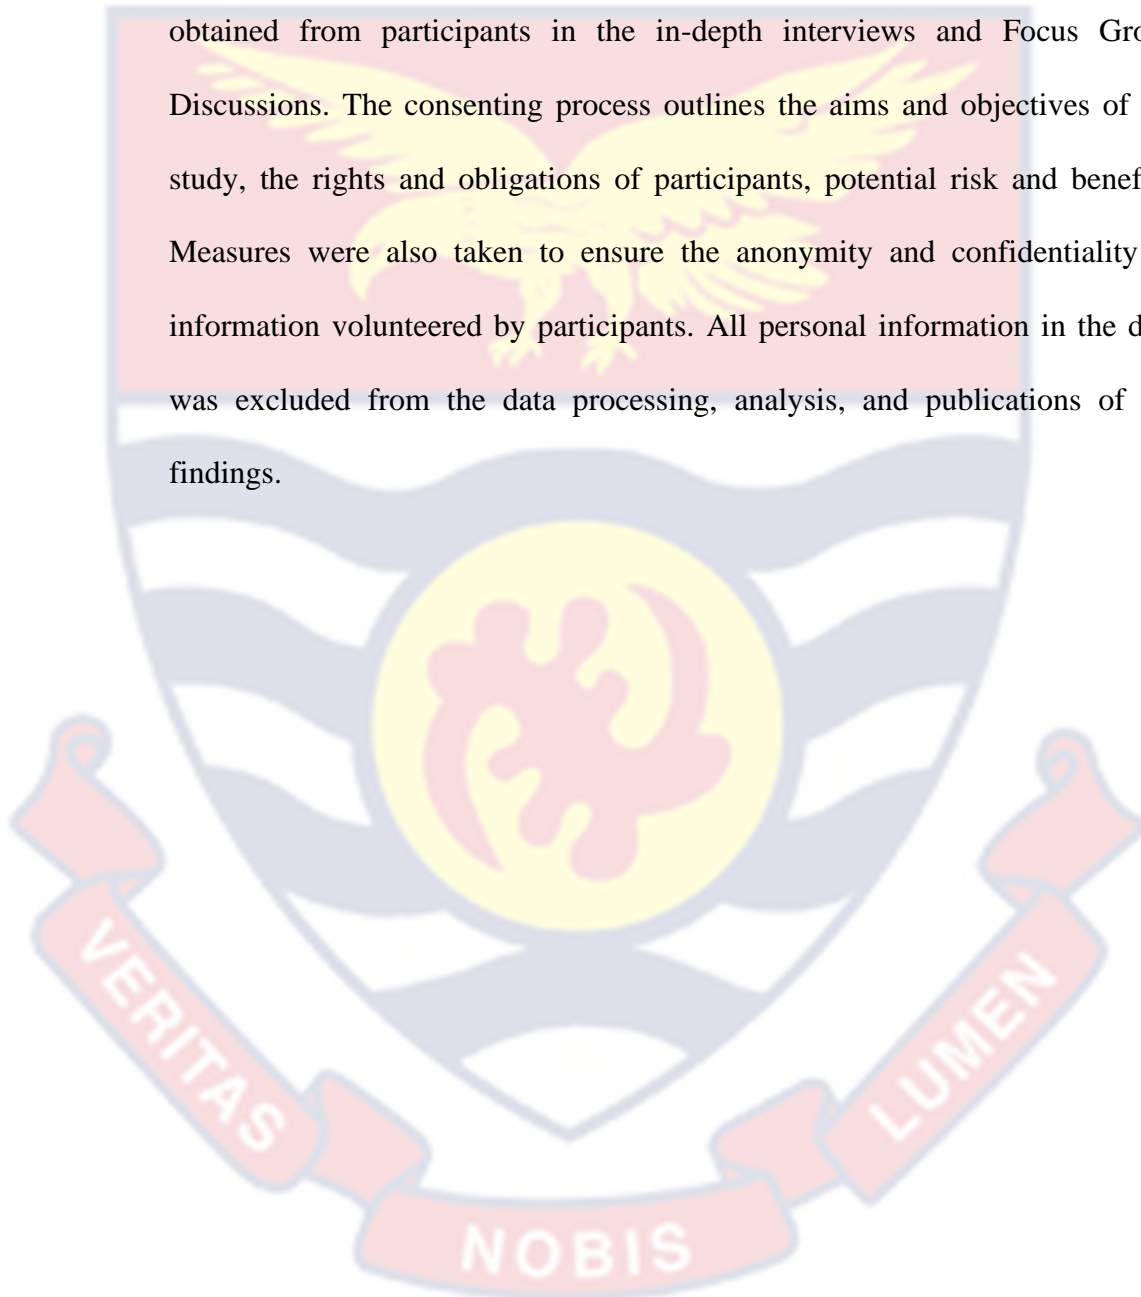 obtained from participants in the in-depth interviews and Focus Gro
Discussions. The consenting process outlines the aims and objectives of
study, the rights and obligations of participants, potential risk and benef
Measures were also taken to ensure the anonymity and confidentiality
information volunteered by participants. All personal information in the d
was excluded from the data processing, analysis, and publications of
findings.
VERITAS
NOBIS
LUMEN